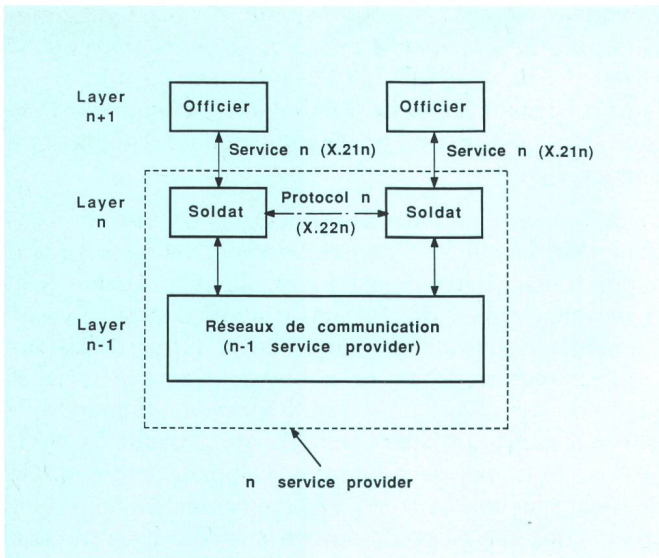 Layer
n+1
Officier
Officier
Service n (X.21n)
Service n (X.21n)
Layer
n
Soldat
Protocol n
(X.22n)
Soldat
Layer
n-1
Réseaux de communication
(n-1 service provider)
n service provider